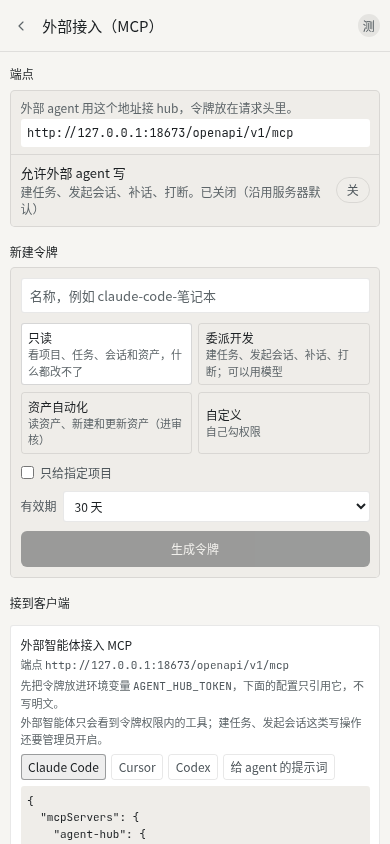 外部接入（MCP）
测
端点
外部 agent 用这个地址接 hub，令牌放在请求头里。
http://127.0.0.1:18673/openapi/v1/mcp
允许外部 agent 写
建任务、发起会话、补话、打断。已关闭（沿用服务器默
认）
关
新建令牌
名称，例如 claude-code-笔记本
只读
看项目、任务、会话和资产，什
么都改不了
委派开发
建任务、发起会话、补话、打
断；可以用模型
资产自动化
读资产、新建和更新资产（进审
核）
自定义
自己勾权限
只给指定项目
有效期
30 天
生成令牌
接到客户端
外部智能体接入 MCP
端点 http://127.0.0.1:18673/openapi/v1/mcp
先把令牌放进环境变量 AGENT_HUB_TOKEN，下面的配置只引用它，不
写明文。
外部智能体只会看到令牌权限内的工具；建任务、发起会话这类写操作
还要管理员开启。
Claude Code
Cursor
Codex
给 agent 的提示词
{
"mcpServers": {
"agent-hub": {